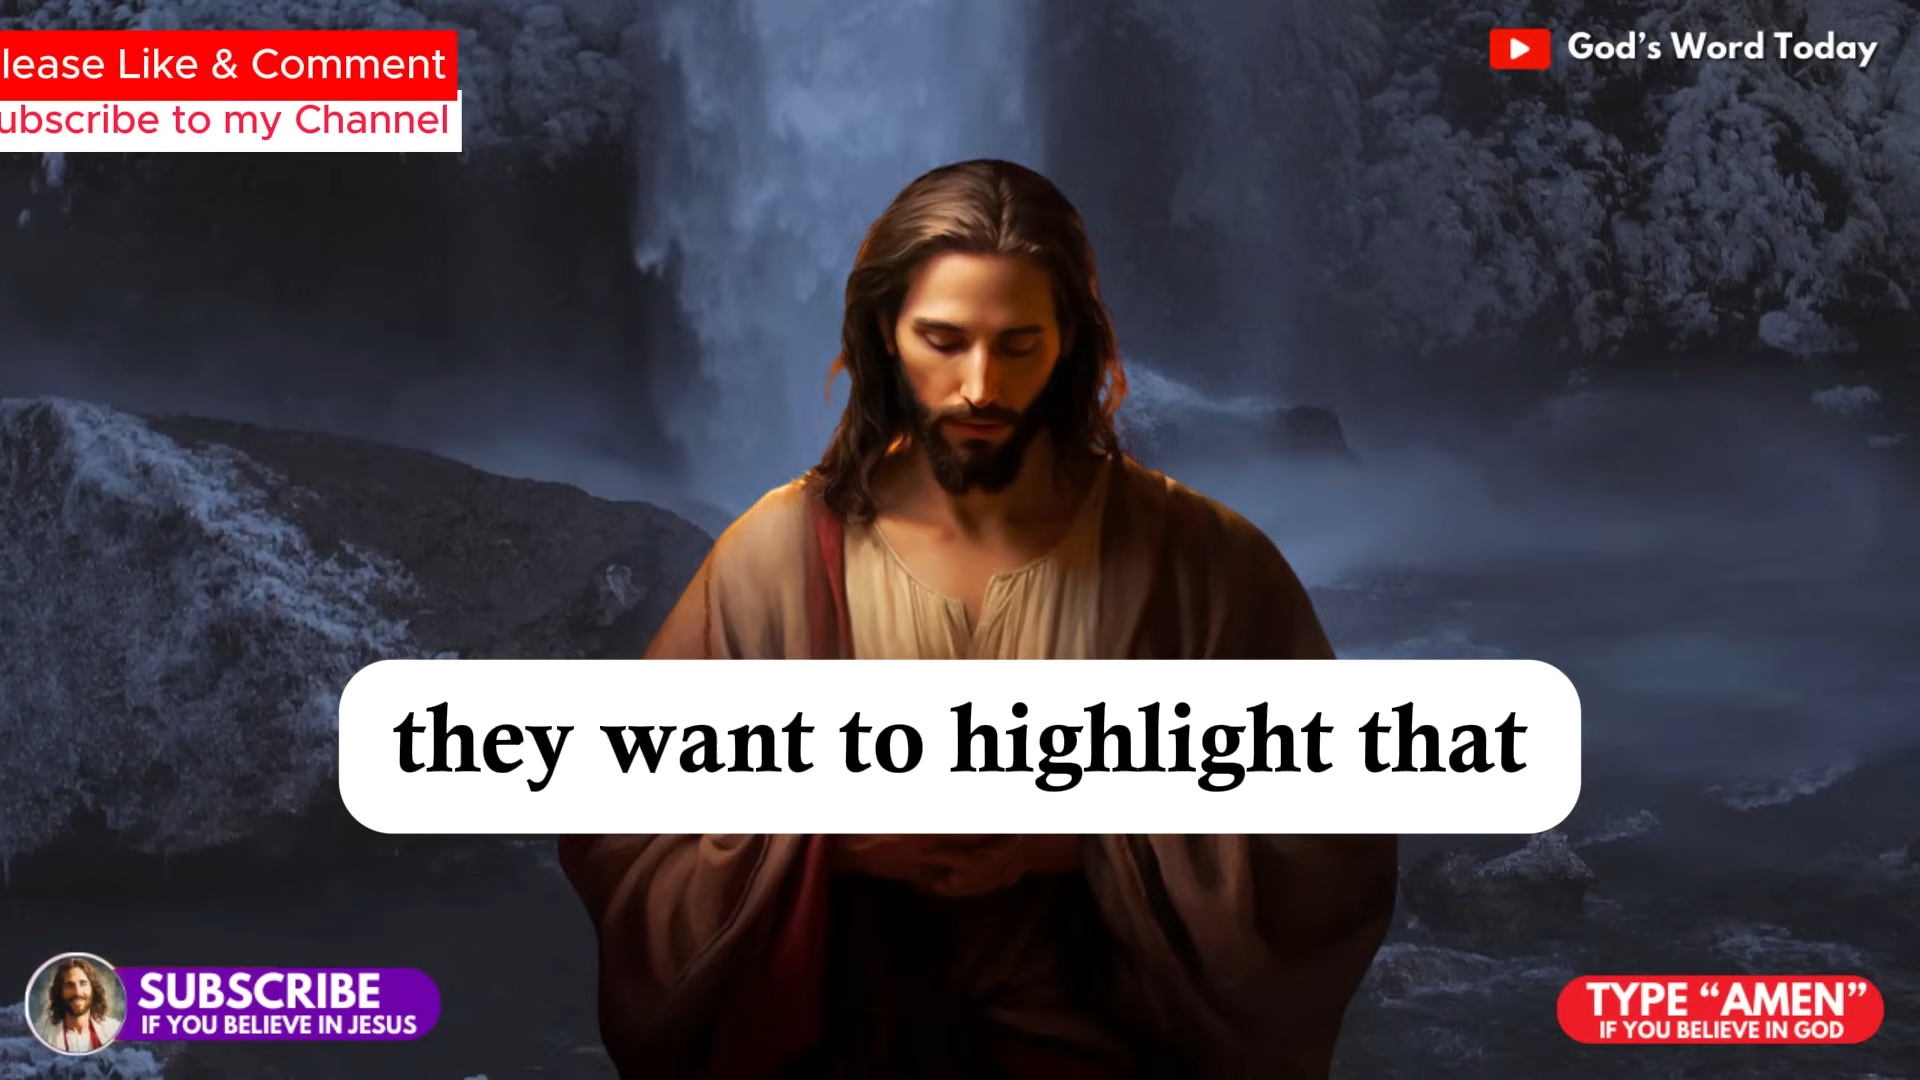 lease Like & Comment
ubscribe to my Channel
God's Word Today
they want to highlight that
SUBSCRIBE
IF YOU BELIEVE IN JESUS
TYPE “AMEN”
IF YOU BELIEVE IN GOD